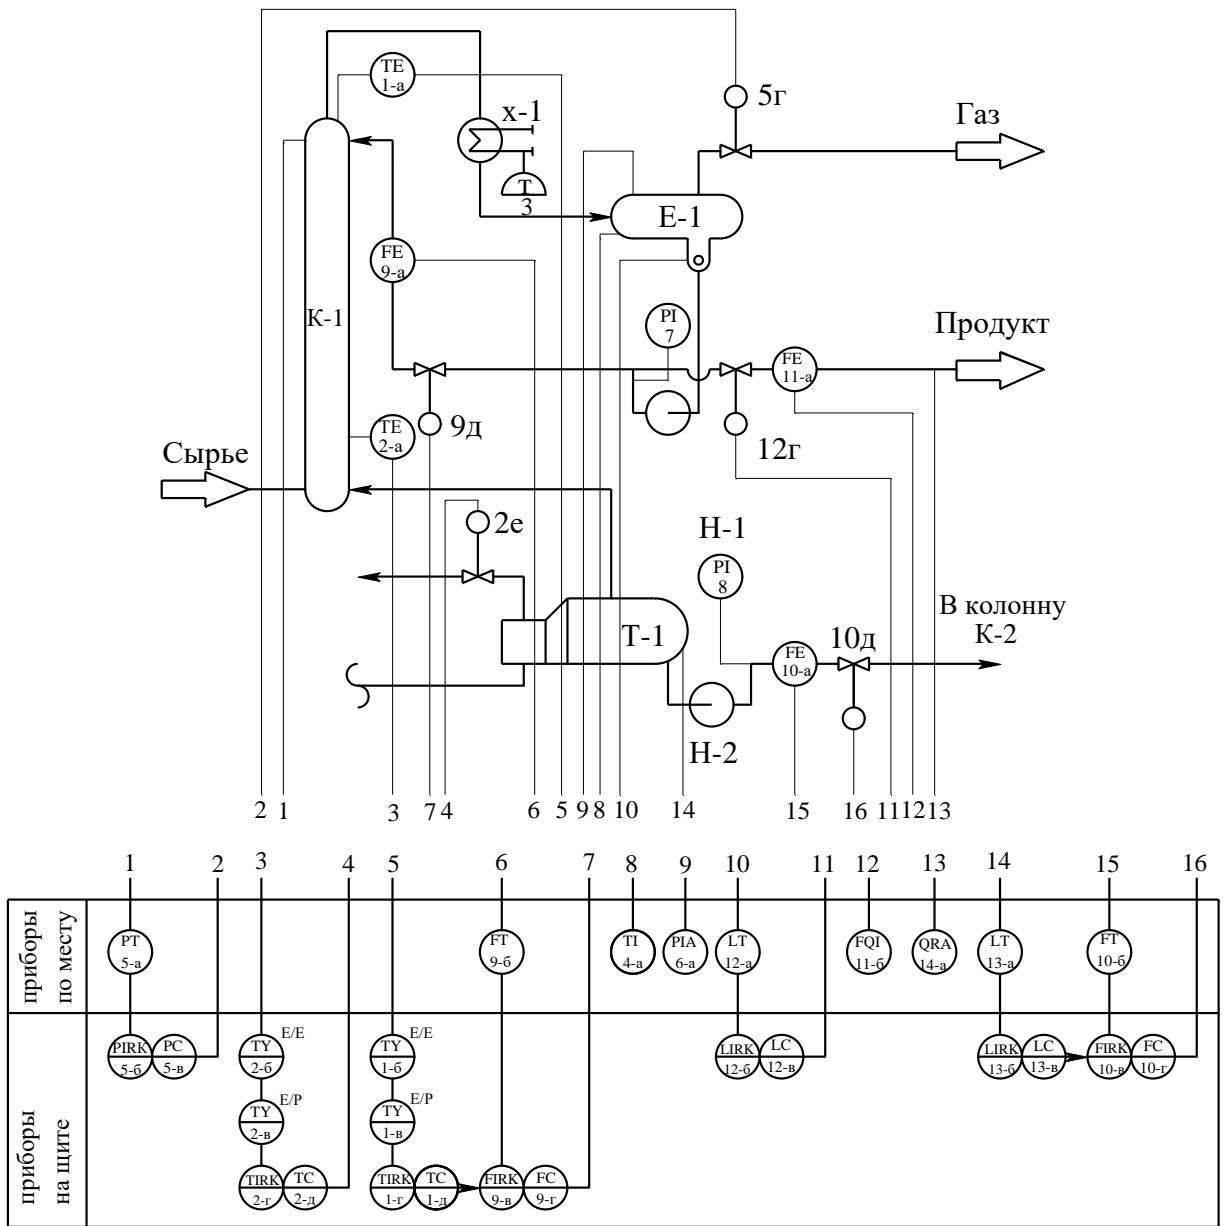 TE
1-а
х-1
5г
Газ
Т
3
Е-1
FE
9-а
К-1
PI
7
Продукт
FE
11-а
TE
2-а
9д
12г
Сырье
2е
Н-1
PI
8
В колонну
К-2
Т-1
10д
FE
10-а
Н-2
2 1 3 7 4 6 5 9 8 10 14 15 16 11 12 13
1 2 3 4 5 6 7 8 9 10 11 12 13 14 15 16
приборы
по месту
PT
5-а
FT
9-б
TI
4-а
PIA
6-а
LT
12-а
FQI
11-б
QRA
14-а
LT
13-а
FT
10-б
приборы
на щите
PIRK
5-б
PC
5-в
TY
2-б
E/E
TY
1-б
E/E
LIRK
12-б
LC
12-в
LIRK
13-б
LC
13-в
FIRK
10-в
FC
10-г
TY
2-в
E/P
TY
1-в
E/P
TIRK
2-г
TC
2-д
TIRK
1-г
TC
1-д
FIRK
9-в
FC
9-г